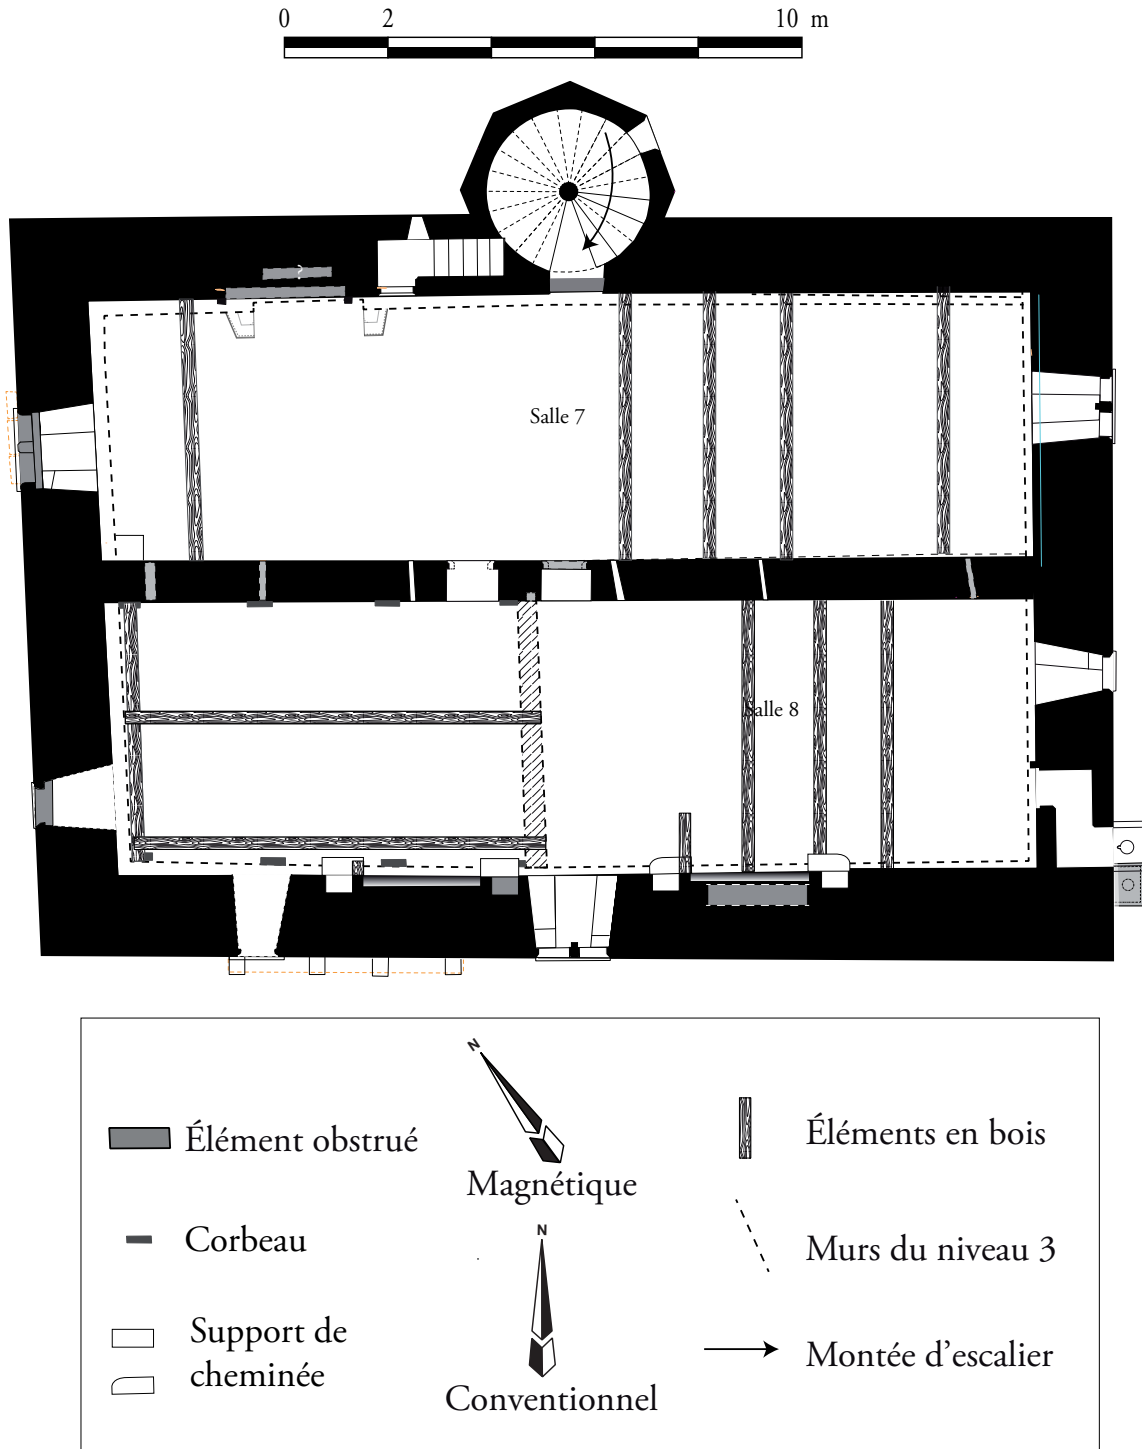 0 2 10 m
Salle 7
Salle 8
N
Magnétique
N
Conventionnel
Élément obstrué
Corbeau
Support de
cheminée
Éléments en bois
Murs du niveau 3
Montée d'escalier